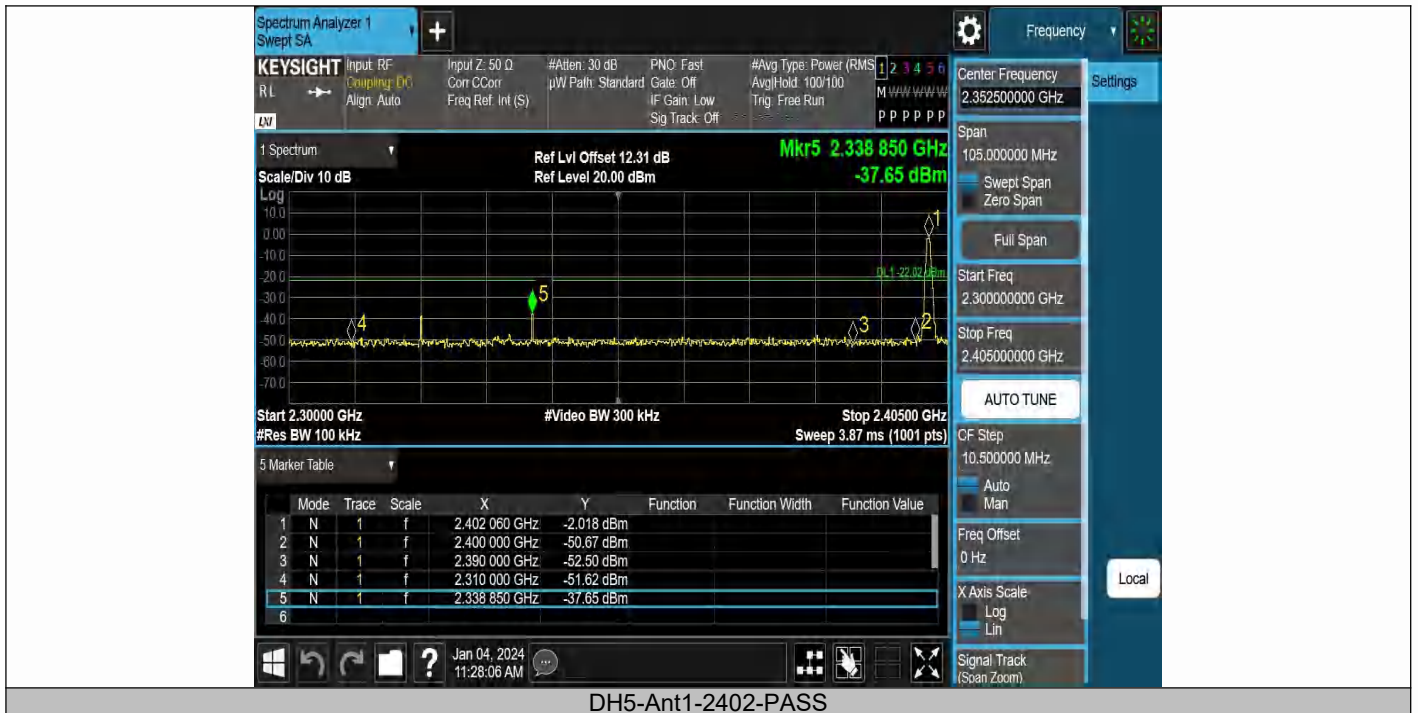 Spectrum Analyzer 1
Swept SA
+
Frequency
KEYSIGHT
RL
LXI
Input: RF
Coupling: DC
Align: Auto
Input Z: 50 Ω
Corr CCorr
Freq Ref: Int (S)
#Atten: 30 dB
µW Path: Standard
PNO: Fast
Gate: Off
IF Gain: Low
Sig Track: Off
#Avg Type: Power (RMS
Avg|Hold: 100/100
Trig: Free Run
1 2 3 4 5 6
M W W W W W
P P P P P P
Settings
1 Spectrum
Scale/Div 10 dB
Ref Lvl Offset 12.31 dB
Ref Level 20.00 dBm
Mkr5 2.338 850 GHz
-37.65 dBm
Log
10.0
0.00
-10.0
-20.0
-30.0
-40.0
-50.0
-60.0
-70.0
DL1 -22.02 dBm
1
2
3
4
5
Start 2.30000 GHz
#Video BW 300 kHz
Stop 2.40500 GHz
#Res BW 100 kHz
Sweep 3.87 ms (1001 pts)
5 Marker Table
Mode Trace Scale X Y Function Function Width Function Value
1 N 1 f 2.402 060 GHz -2.018 dBm
2 N 1 f 2.400 000 GHz -50.67 dBm
3 N 1 f 2.390 000 GHz -52.50 dBm
4 N 1 f 2.310 000 GHz -51.62 dBm
5 N 1 f 2.338 850 GHz -37.65 dBm
6
Center Frequency
2.352500000 GHz
Span
105.000000 MHz
Swept Span
Zero Span
Full Span
Start Freq
2.300000000 GHz
Stop Freq
2.405000000 GHz
AUTO TUNE
CF Step
10.500000 MHz
Auto
Man
Freq Offset
0 Hz
X Axis Scale
Log
Lin
Signal Track
(Span Zoom)
Local
?
Jan 04, 2024
11:28:06 AM
DH5-Ant1-2402-PASS